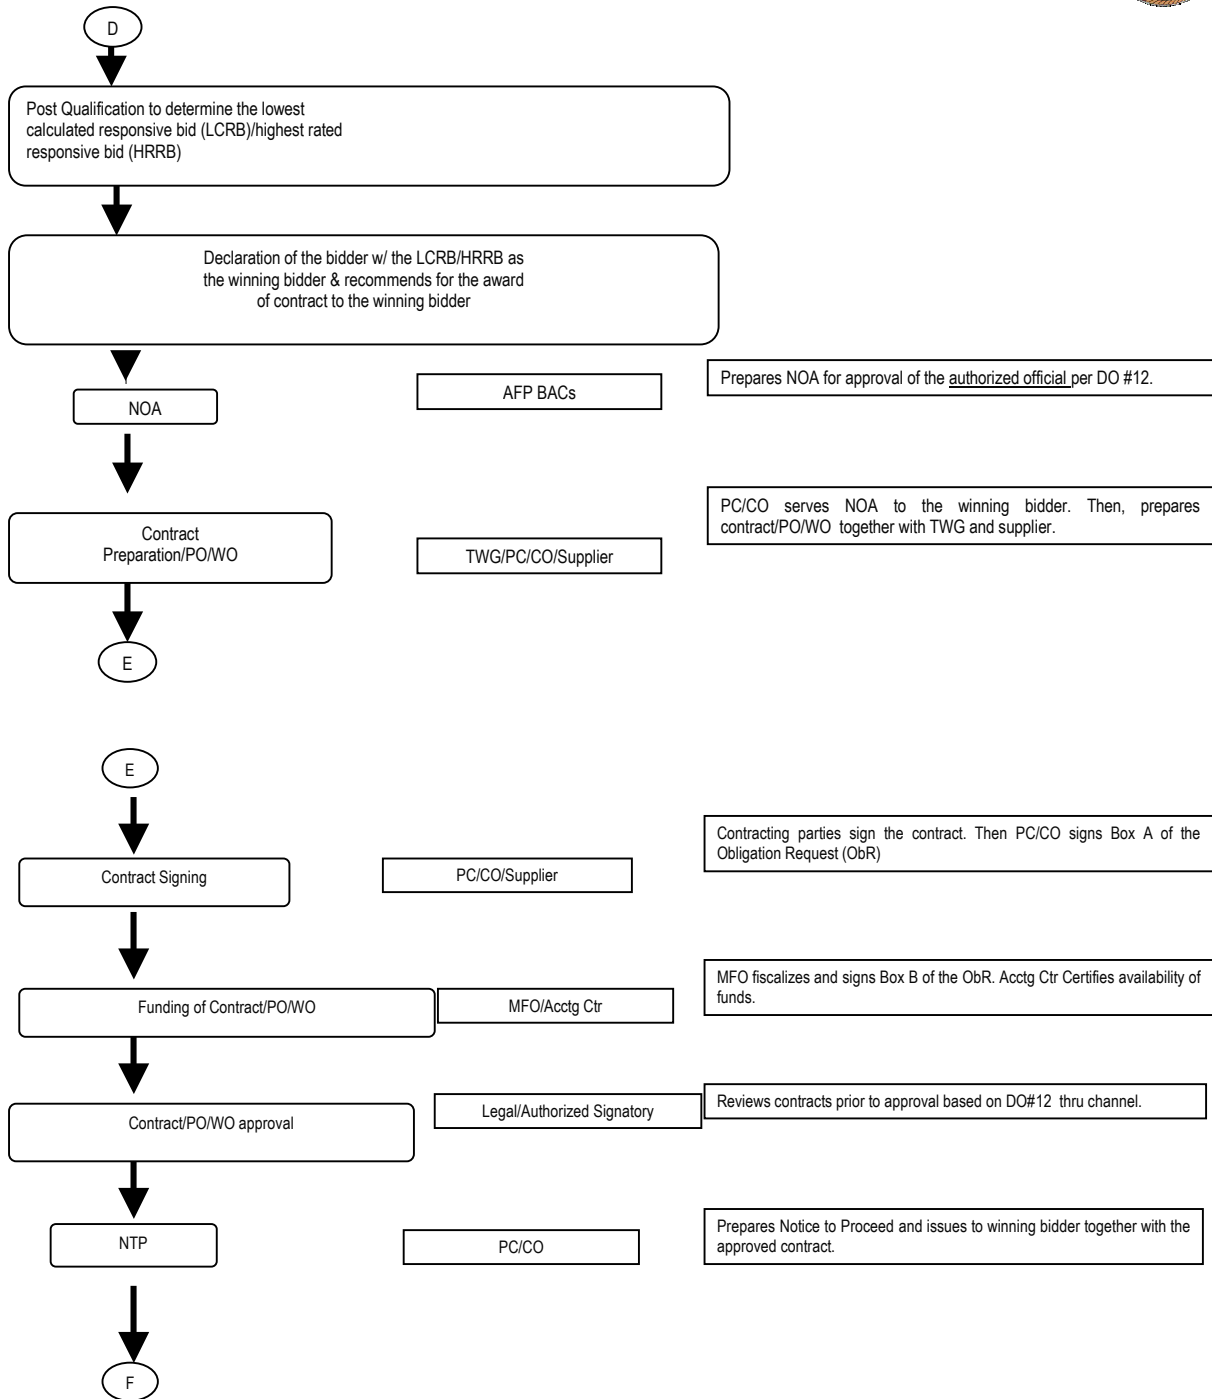 D
Post Qualification to determine the lowest
calculated responsive bid (LCRB)/highest rated
responsive bid (HRRB)
Declaration of the bidder w/ the LCRB/HRRB as
the winning bidder & recommends for the award
of contract to the winning bidder
NOA
AFP BACs
Prepares NOA for approval of the authorized official per DO #12.
Contract
Preparation/PO/WO
TWG/PC/CO/Supplier
PC/CO serves NOA to the winning bidder. Then, prepares
contract/PO/WO together with TWG and supplier.
E
E
Contract Signing
PC/CO/Supplier
Contracting parties sign the contract. Then PC/CO signs Box A of the
Obligation Request (ObR)
Funding of Contract/PO/WO
MFO/Acctg Ctr
MFO fiscalizes and signs Box B of the ObR. Acctg Ctr Certifies availability of
funds.
Contract/PO/WO approval
Legal/Authorized Signatory
Reviews contracts prior to approval based on DO#12 thru channel.
NTP
PC/CO
Prepares Notice to Proceed and issues to winning bidder together with the
approved contract.
F